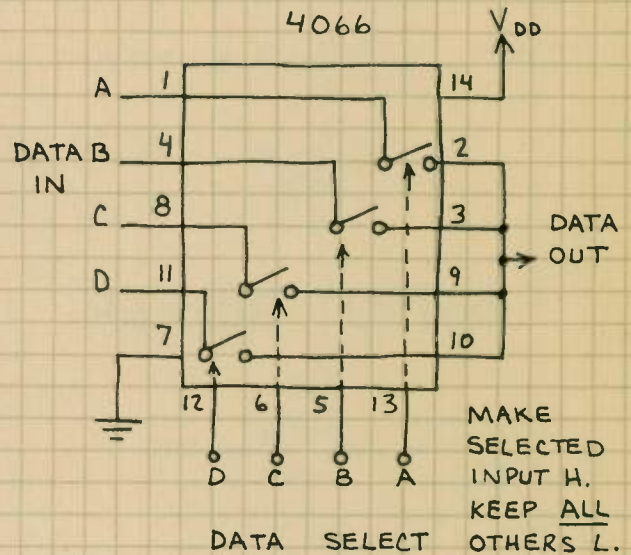 4066
V DD
A 1 14
DATA B 4 2
IN
C 8 3 DATA
OUT
D 11 9
7 10
12 6 5 13
D C B A
DATA SELECT
MAKE
SELECTED
INPUT H.
KEEP ALL
OTHERS L.